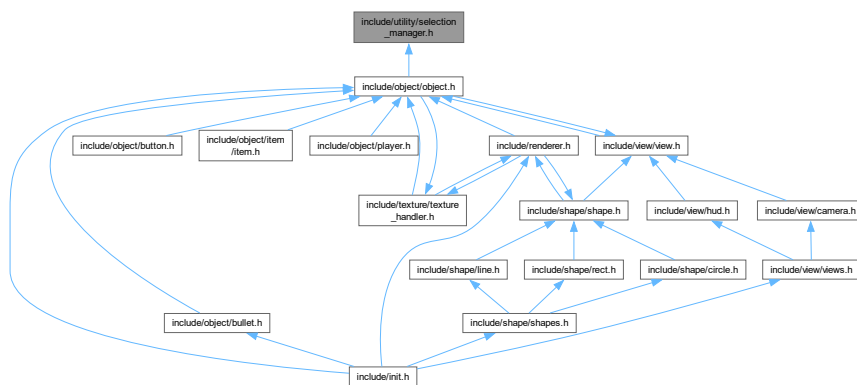 include/utility/selection
_manager.h
include/object/object.h
include/object/button.h
include/object/item
/item.h
include/object/player.h
include/renderer.h
include/view/view.h
include/texture/texture
_handler.h
include/shape/shape.h
include/view/hud.h
include/view/camera.h
include/shape/line.h
include/shape/rect.h
include/shape/circle.h
include/view/views.h
include/object/bullet.h
include/shape/shapes.h
include/init.h